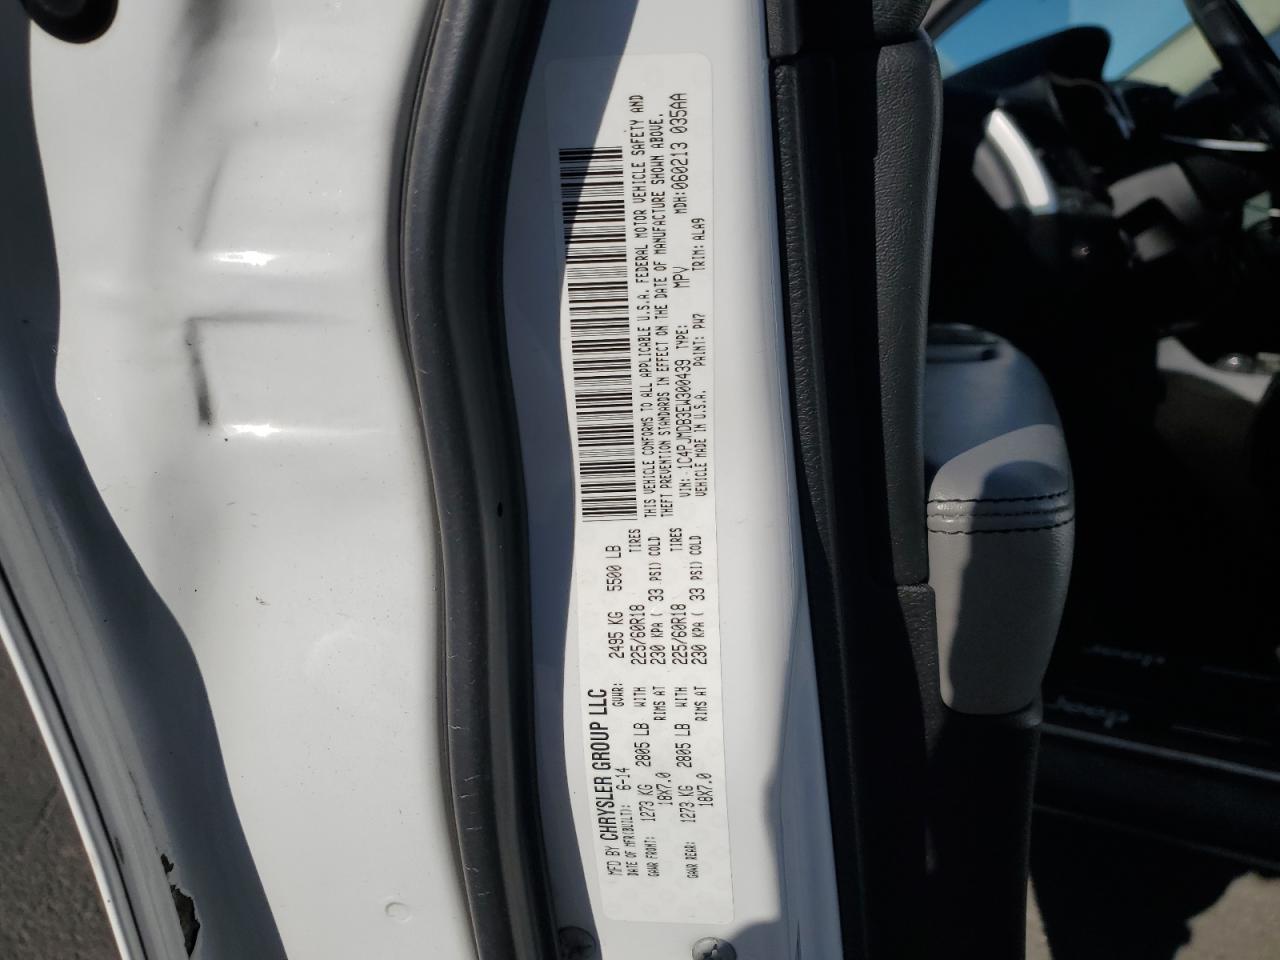 MFD BY CHRYSLER GROUP LLC
DATE OF MFR(BUILT): 6-14 GVWR: 2495 KG 5500 LB
GAWR FRONT: 1273 KG 2805 LB WITH 225/60R18 TIRES
18X7.0 RIMS AT 230 KPA ( 33 PSI) COLD
GAWR REAR: 1273 KG 2805 LB WITH 225/60R18 TIRES
18X7.0 RIMS AT 230 KPA ( 33 PSI) COLD
THIS VEHICLE CONFORMS TO ALL APPLICABLE U.S.A. FEDERAL MOTOR VEHICLE SAFETY AND
THEFT PREVENTION STANDARDS IN EFFECT ON THE DATE OF MANUFACTURE SHOWN ABOVE.
VIN: 1C4PJMDB3EW300439 TYPE: MPV MDH: 060213 035AA
VEHICLE MADE IN U.S.A. PAINT: PW7 TRIM: ALA9